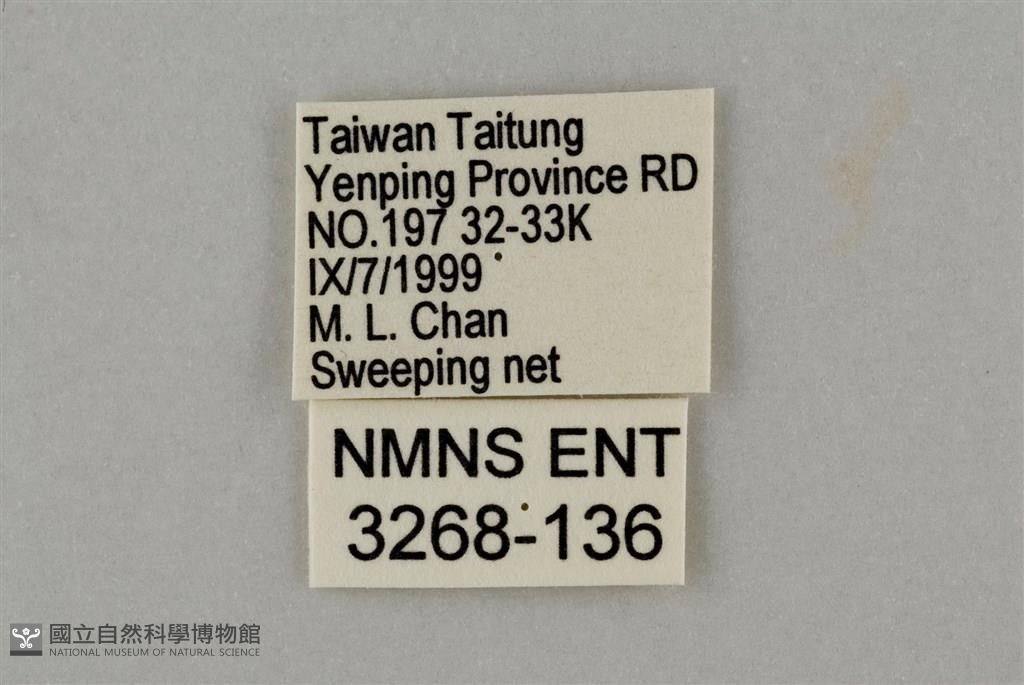 Taiwan Taitung
Yenping Province RD
NO.197 32-33K
IX/7/1999
M. L. Chan
Sweeping net
NMNS ENT
3268-136
國立自然科學博物館
NATIONAL MUSEUM OF NATURAL SCIENCE